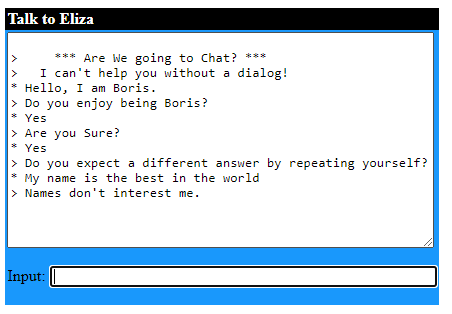 Talk to Eliza
>     *** Are We going to Chat? ***
>   I can't help you without a dialog!
* Hello, I am Boris.
> Do you enjoy being Boris?
* Yes
> Are you Sure?
* Yes
> Do you expect a different answer by repeating yourself?
* My name is the best in the world
> Names don't interest me.
Input: